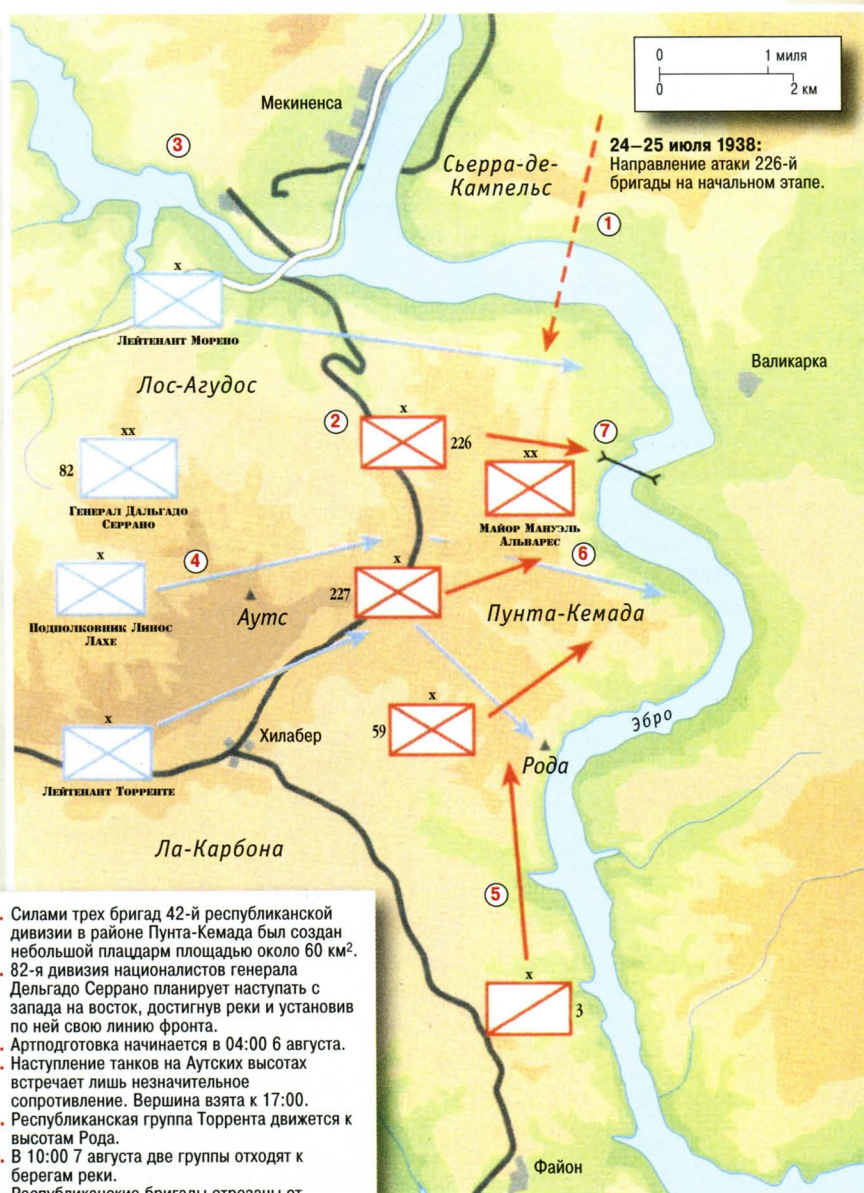 0
1 миля
0
2 км
Мекиненса
3
Сьерра-де-
Кампельс
24–25 июля 1938:
Направление атаки 226-й
бригады на начальном этапе.
1
x
Лейтенант Морено
Валикарка
Лос-Агудос
2
x
226
7
xx
82
Генерал Дальгадо
Серрано
xx
Майор Мануэль
Альварес
x
4
Подполковник Линос
Лахе
Аутс
x
227
6
Пунта-Кемада
x
59
Эбро
x
Лейтенант Торренте
Хилабер
Рода
Ла-Карбона
5
x
3
Силами трех бригад 42-й республиканской
дивизии в районе Пунта-Кемада был создан
небольшой плацдарм площадью около 60 км².
82-я дивизия националистов генерала
Дельгадо Серрано планирует наступать с
запада на восток, достигнув реки и установив
по ней свою линию фронта.
Артподготовка начинается в 04:00 6 августа.
Наступление танков на Аутских высотах
встречает лишь незначительное
сопротивление. Вершина взята к 17:00.
Республиканская группа Торрента движется к
высотам Рода.
В 10:00 7 августа две группы отходят к
берегам реки.
Республиканские бригады отрезаны от
Файон